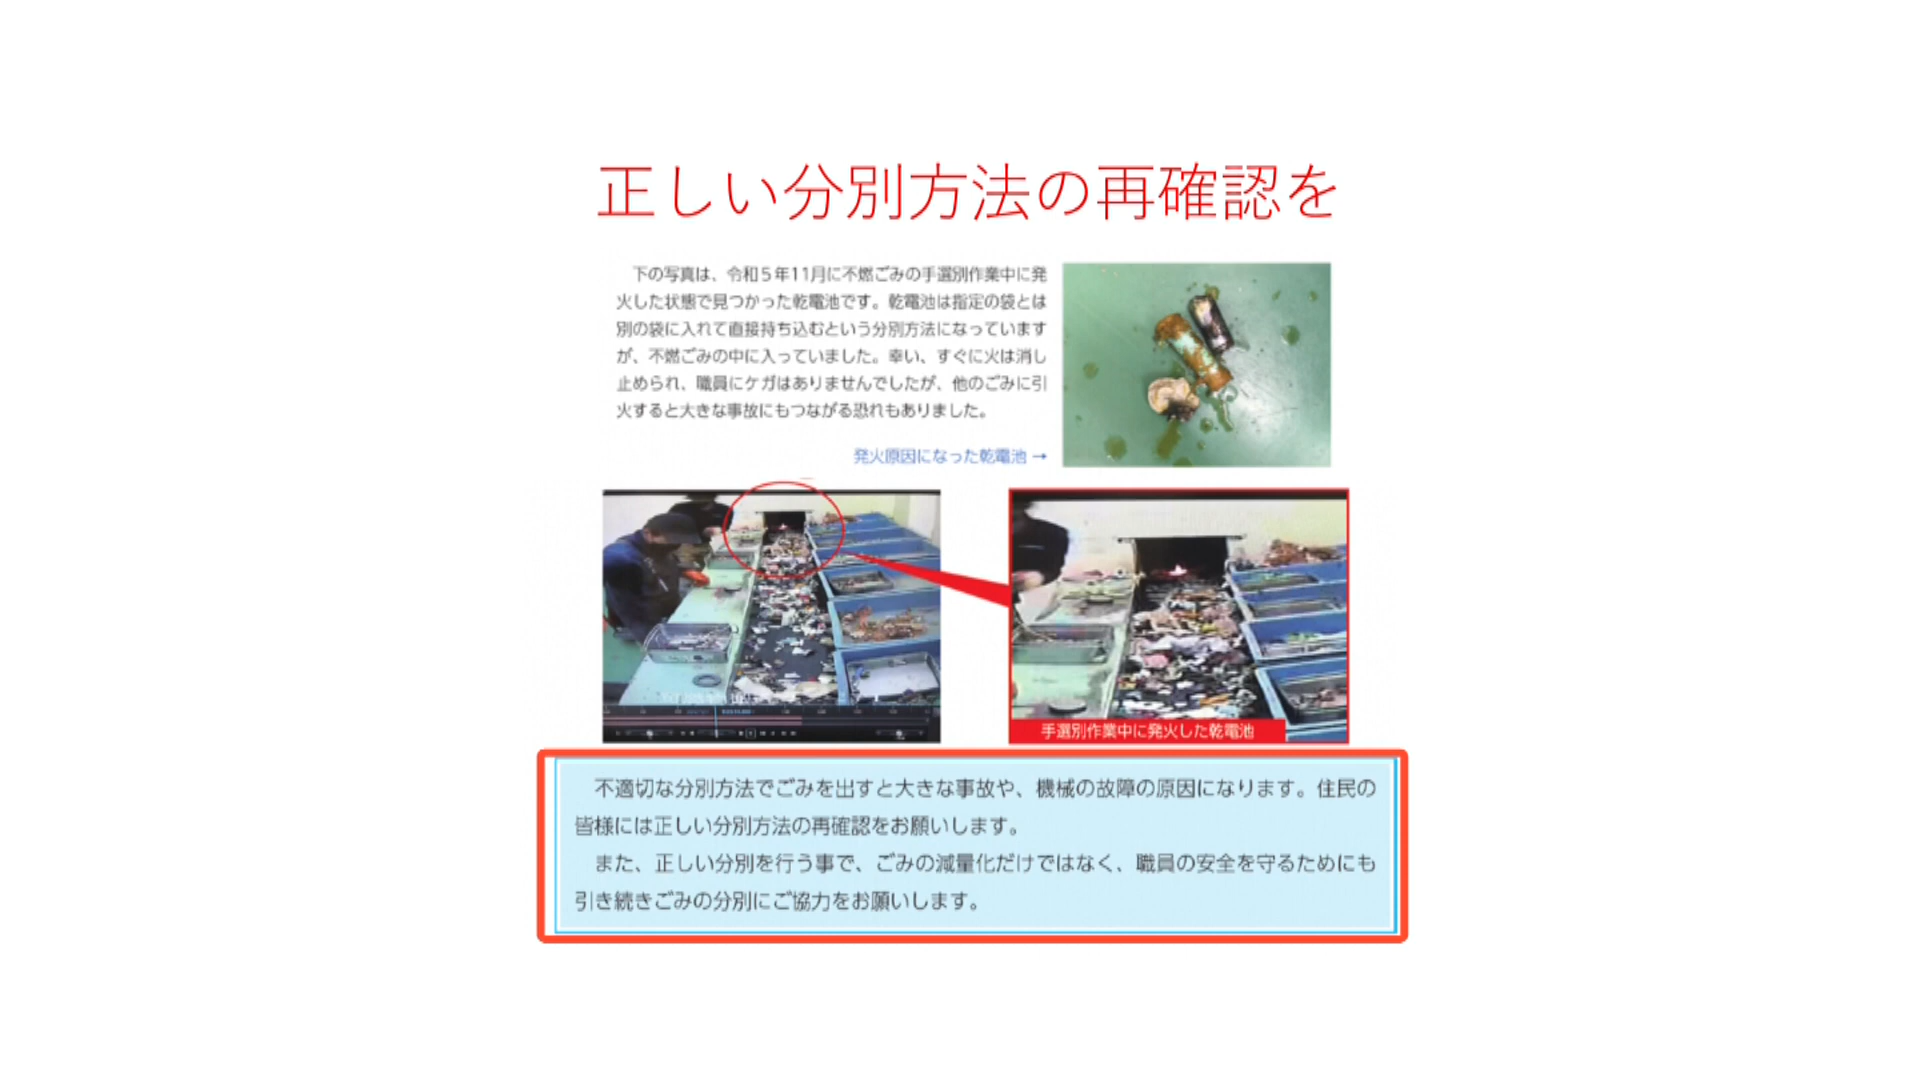 正しい分別方法の再確認を
下の写真は、令和5年11月に不燃ごみの手選別作業中に発
火した状態で見つかった乾電池です。乾電池は指定の袋とは
別の袋に入れて直接持ち込むという分別方法になっています
が、不燃ごみの中に入っていました。幸い、すぐに火は消し
止められ、職員にケガはありませんでしたが、他のごみに引
火すると大きな事故にもつながる恐れもありました。
発火原因になった乾電池 →
手選別作業中に発火した乾電池
不適切な分別方法でごみを出すと大きな事故や、機械の故障の原因になります。住民の
皆様には正しい分別方法の再確認をお願いします。
また、正しい分別を行う事で、ごみの減量化だけではなく、職員の安全を守るためにも
引き続きごみの分別にご協力をお願いします。